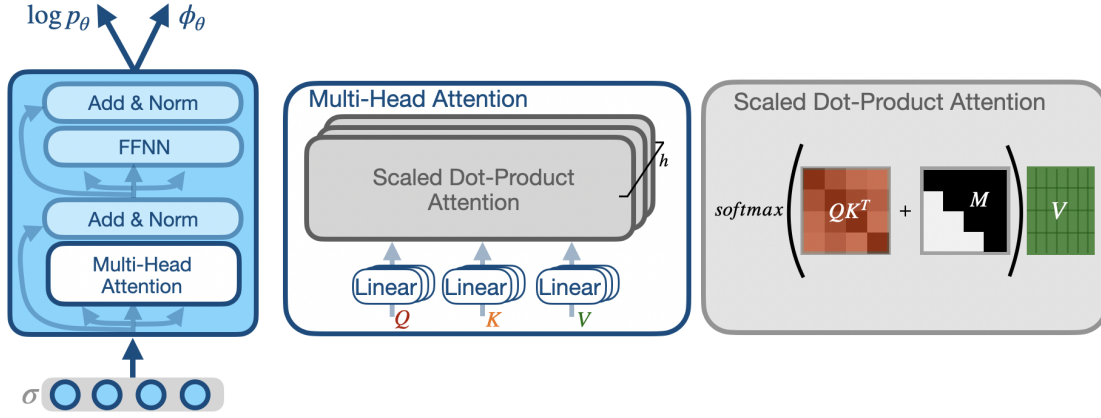 log pθ ϕθ
Add & Norm
FFNN
Add & Norm
Multi-Head
Attention
σ
Multi-Head Attention
Scaled Dot-Product
Attention
h
Linear Linear Linear
Q K V
Scaled Dot-Product Attention
softmax ( QK^T + M ) V